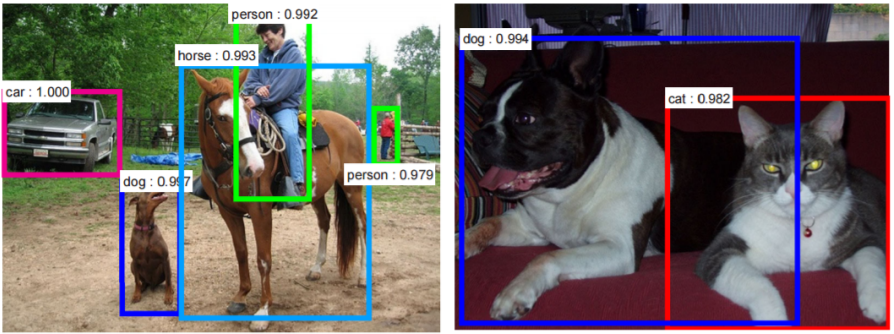 person : 0.992
horse : 0.993
car : 1.000
dog : 0.997
person : 0.979
dog : 0.994
cat : 0.982